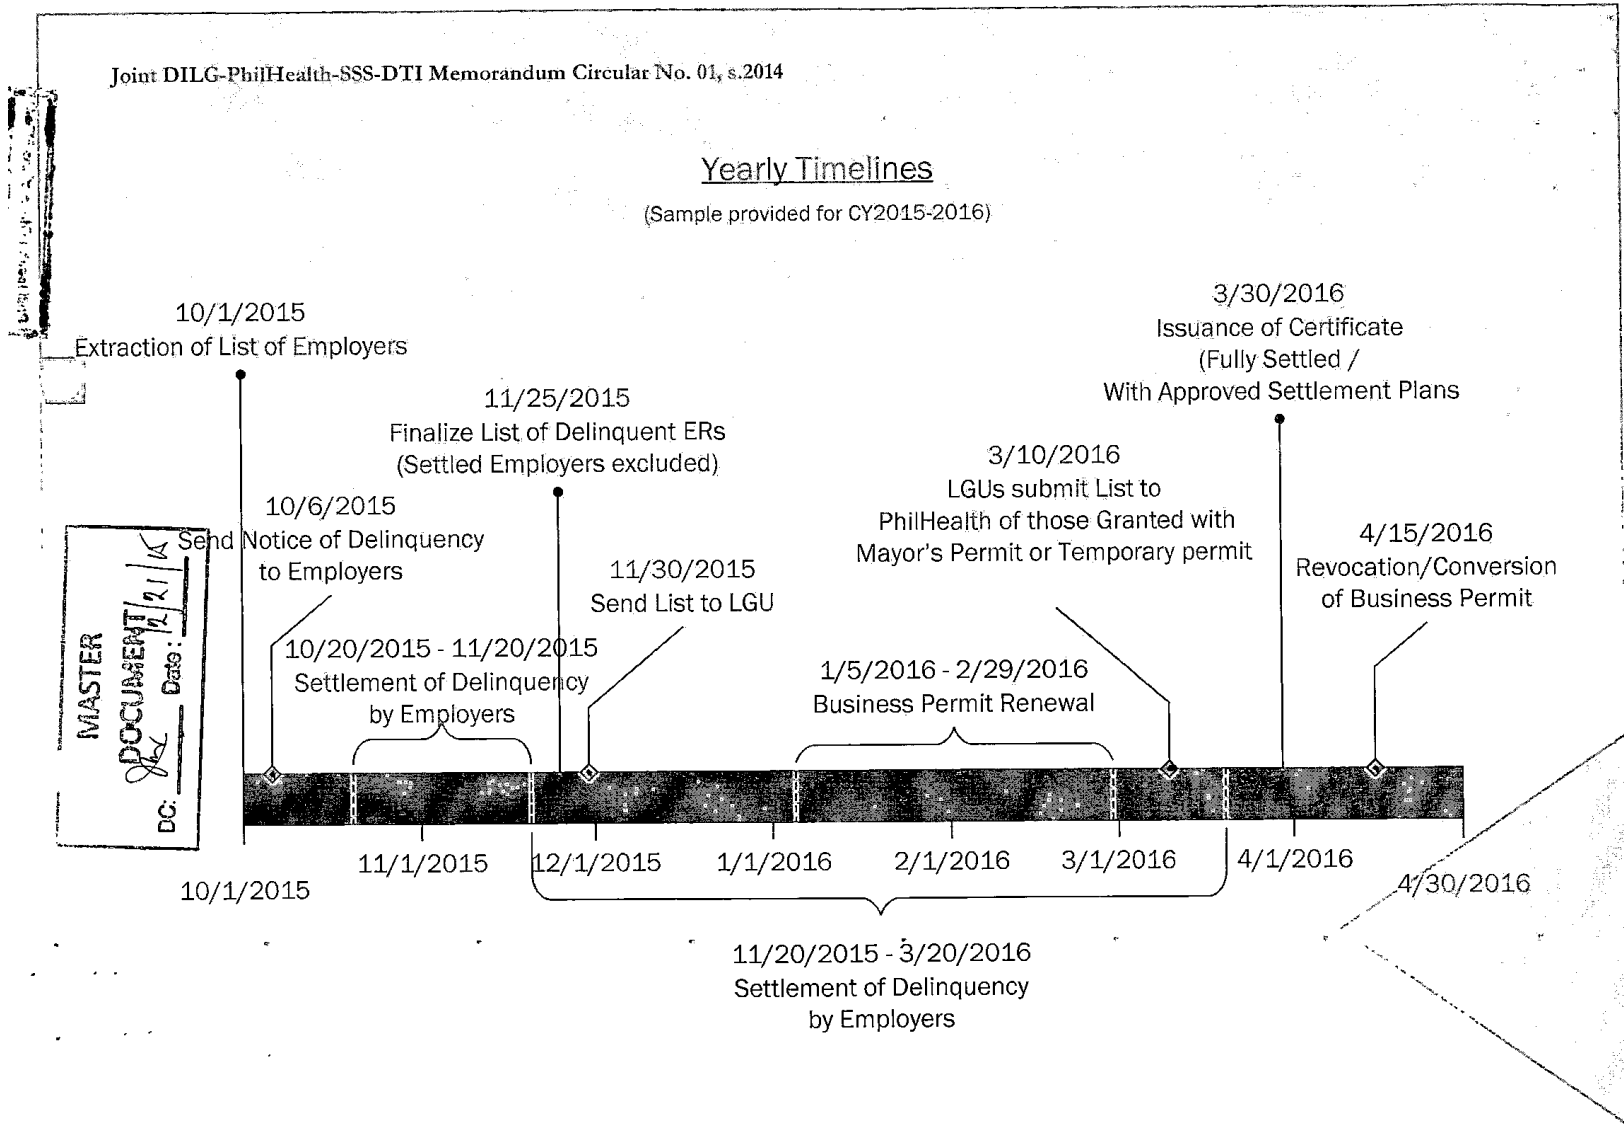 Joint DILG-PhilHealth-SSS-DTI Memorandum Circular No. 01, s.2014
Yearly Timelines
(Sample provided for CY2015-2016)
10/1/2015
Extraction of List of Employers
10/6/2015
Send Notice of Delinquency
to Employers
10/20/2015 - 11/20/2015
Settlement of Delinquency
by Employers
11/25/2015
Finalize List of Delinquent ERs
(Settled Employers excluded)
11/30/2015
Send List to LGU
1/5/2016 - 2/29/2016
Business Permit Renewal
3/10/2016
LGUs submit List to
PhilHealth of those Granted with
Mayor's Permit or Temporary permit
3/30/2016
Issuance of Certificate
(Fully Settled /
With Approved Settlement Plans
4/15/2016
Revocation/Conversion
of Business Permit
MASTER
DOCUMENT
DC: Date: 12/21/15
10/1/2015
11/1/2015
12/1/2015
1/1/2016
2/1/2016
3/1/2016
4/1/2016
4/30/2016
11/20/2015 - 3/20/2016
Settlement of Delinquency
by Employers